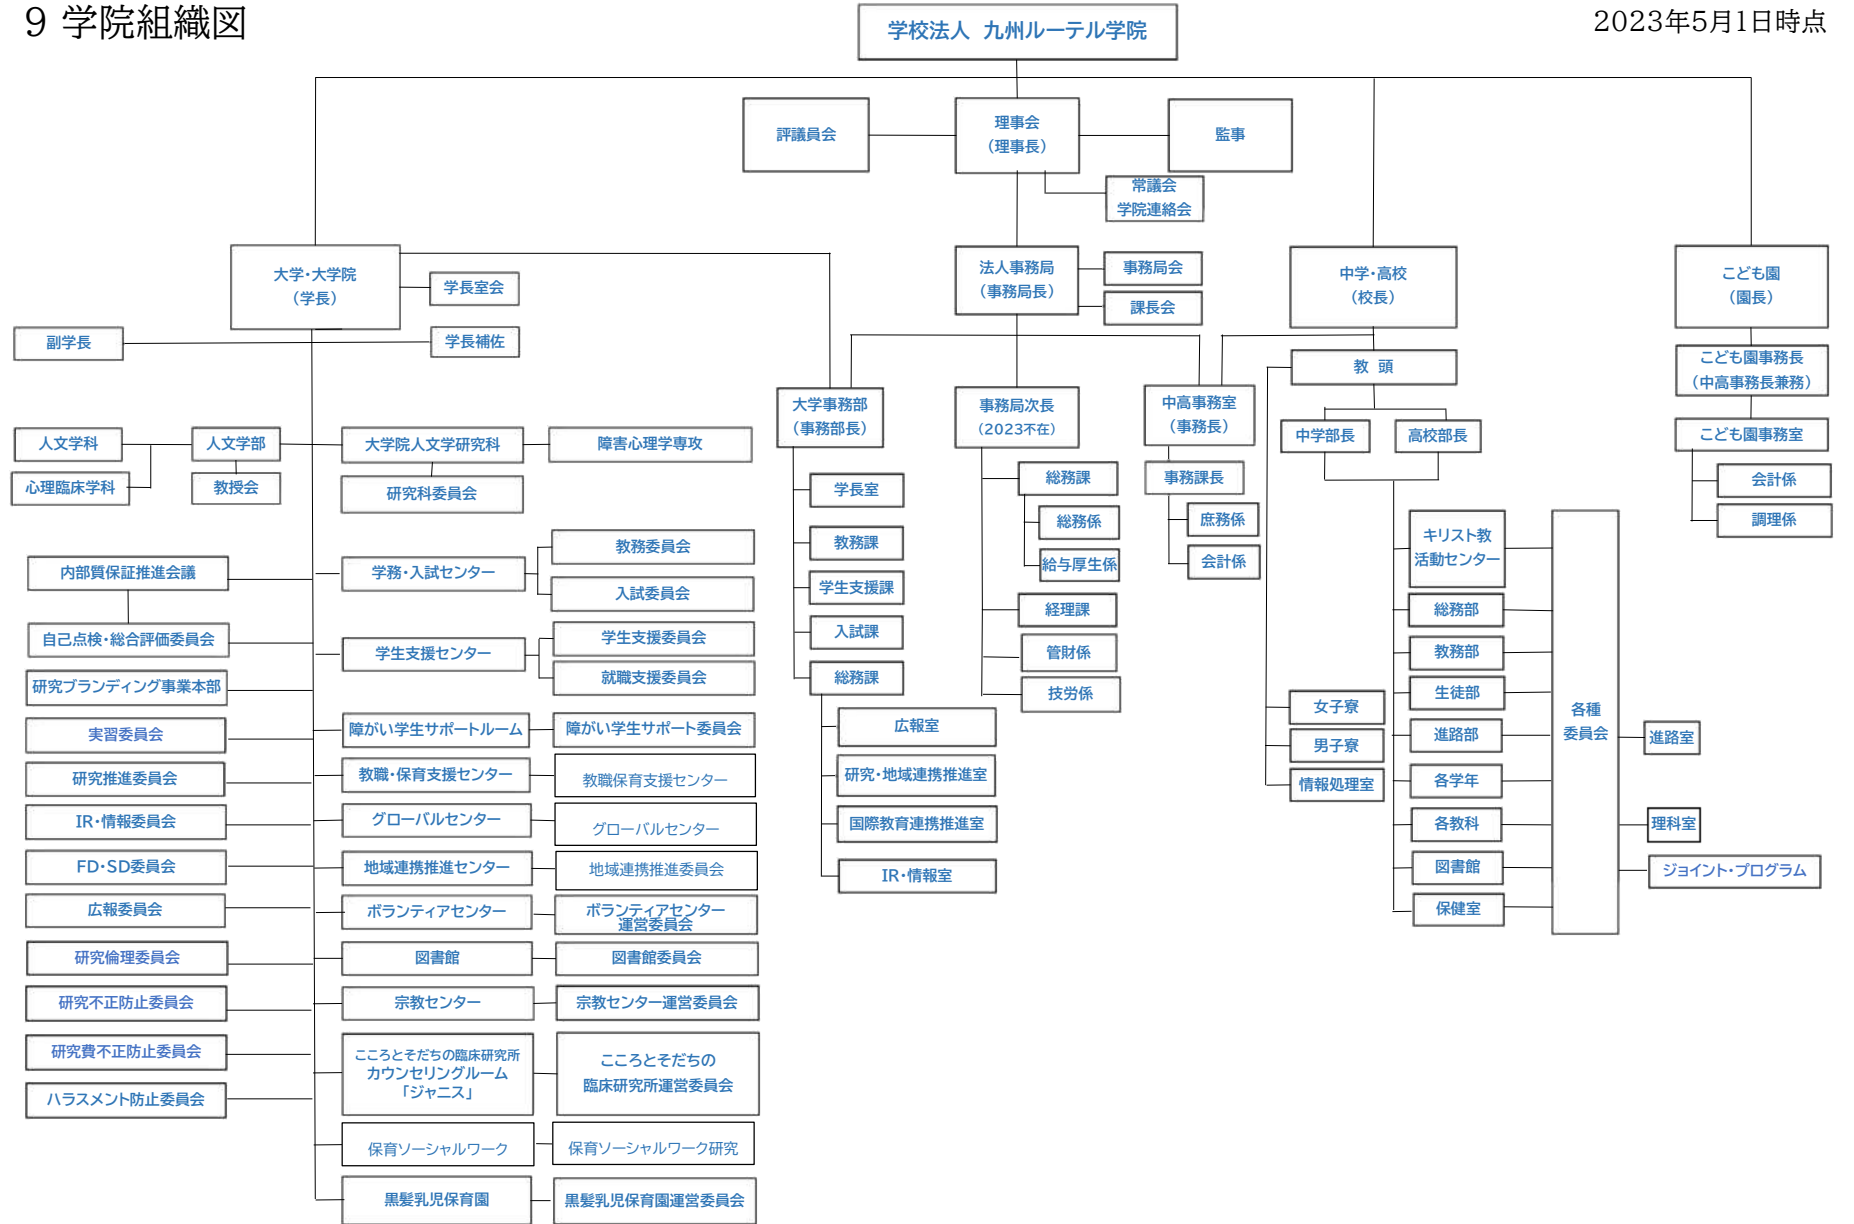 9 学院組織図
2023年5月1日時点
学校法人 九州ルーテル学院
評議員会
理事会
(理事長)
監事
常議会
学院連絡会
大学・大学院
(学長)
学長室会
副学長
学長補佐
法人事務局
(事務局長)
事務局会
課長会
中学・高校
(校長)
こども園
(園長)
教 頭
こども園事務長
(中高事務長兼務)
大学事務部
(事務部長)
事務局次長
(2023不在)
中高事務室
(事務長)
中学部長
高校部長
こども園事務室
会計係
調理係
人文学科
人文学部
大学院人文学研究科
障害心理学専攻
心理臨床学科
教授会
研究科委員会
内部質保証推進会議
自己点検・総合評価委員会
研究ブランディング事業本部
実習委員会
研究推進委員会
IR・情報委員会
FD・SD委員会
広報委員会
研究倫理委員会
研究不正防止委員会
研究費不正防止委員会
ハラスメント防止委員会
学務・入試センター
教務委員会
入試委員会
学生支援センター
学生支援委員会
就職支援委員会
障がい学生サポートルーム
障がい学生サポート委員会
教職・保育支援センター
教職保育支援センター
グローバルセンター
グローバルセンター
地域連携推進センター
地域連携推進委員会
ボランティアセンター
ボランティアセンター
運営委員会
図書館
図書館委員会
宗教センター
宗教センター運営委員会
こころとそだちの臨床研究所
カウンセリングルーム
「ジャニス」
こころとそだちの
臨床研究所運営委員会
保育ソーシャルワーク
保育ソーシャルワーク研究
黒髪乳児保育園
黒髪乳児保育園運営委員会
学長室
教務課
学生支援課
入試課
総務課
広報室
研究・地域連携推進室
国際教育連携推進室
IR・情報室
総務課
総務係
給与厚生係
経理課
管財係
技労係
事務課長
庶務係
会計係
女子寮
男子寮
情報処理室
キリスト教
活動センター
総務部
教務部
生徒部
進路部
各学年
各教科
図書館
保健室
各種
委員会
進路室
理科室
ジョイント・プログラム